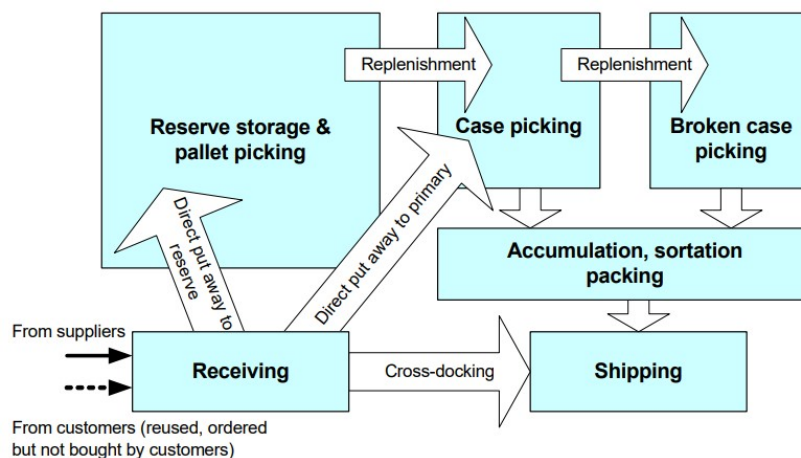 Replenishment
Replenishment
Reserve storage &
pallet picking
Case picking
Broken case
picking
Direct put away to
reserve
Direct put away to primary
Accumulation, sortation
packing
From suppliers
Receiving
Cross-docking
Shipping
From customers (reused, ordered
but not bought by customers)